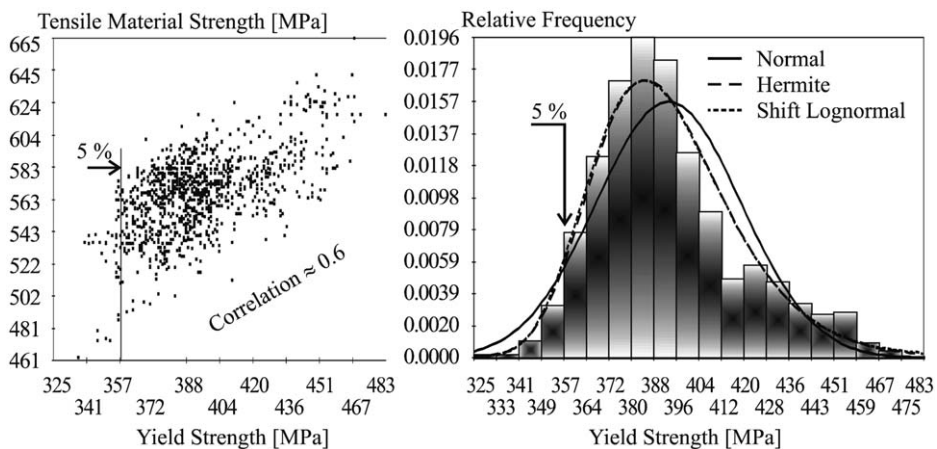 Tensile Material Strength [MPa]
665
645
624
604
583
563
543
522
502
481
461
5 %
Correlation ≈ 0.6
325 357 388 420 451 483
341 372 404 436 467
Yield Strength [MPa]
Relative Frequency
0.0196
0.0177
0.0157
0.0137
0.0118
0.0098
0.0079
0.0059
0.0039
0.0020
0.0000
5 %
Normal
Hermite
Shift Lognormal
325 341 357 372 388 404 420 436 451 467 483
333 349 364 380 396 412 428 443 459 475
Yield Strength [MPa]